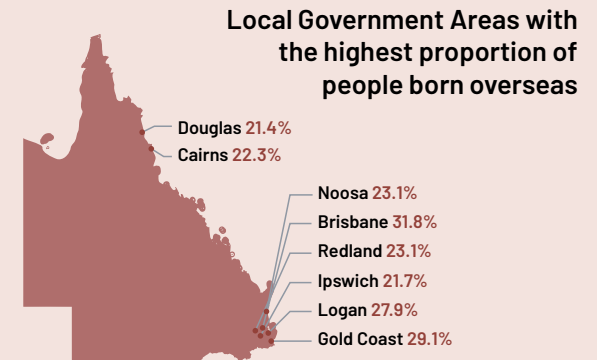 Local Government Areas with
the highest proportion of
people born overseas
Douglas 21.4%
Cairns 22.3%
Noosa 23.1%
Brisbane 31.8%
Redland 23.1%
Ipswich 21.7%
Logan 27.9%
Gold Coast 29.1%